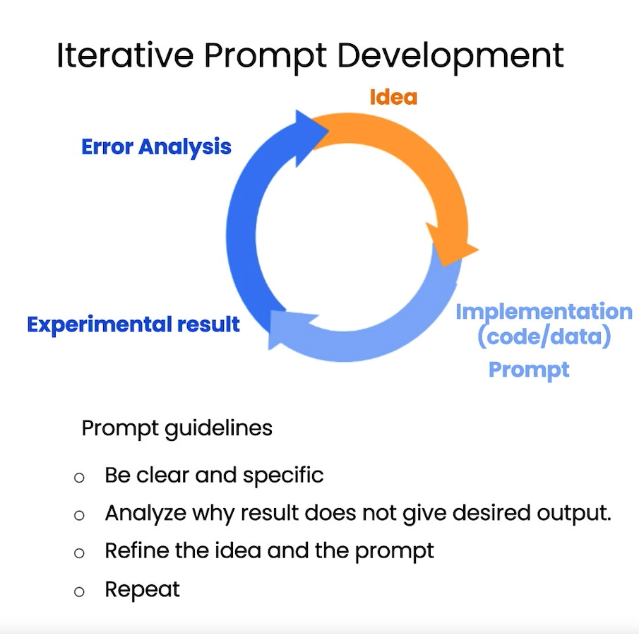 Iterative Prompt Development
Idea
Error Analysis
Experimental result
Implementation
(code/data)
Prompt
Prompt guidelines
○ Be clear and specific
○ Analyze why result does not give desired output.
○ Refine the idea and the prompt
○ Repeat